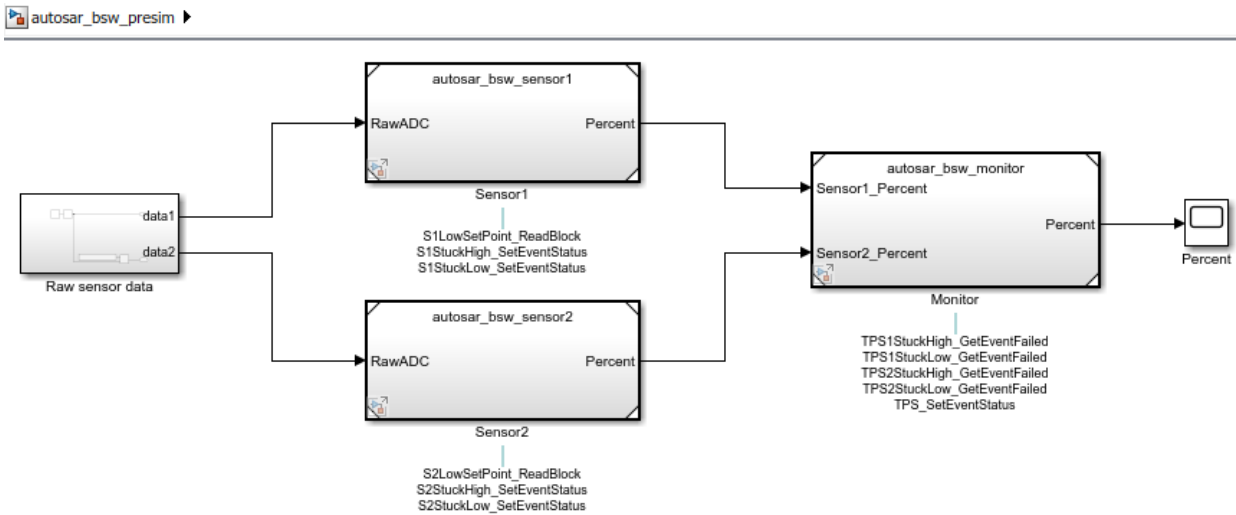 autosar_bsw_presim
autosar_bsw_sensor1
RawADC
Percent
Sensor1
S1LowSetPoint_ReadBlock
S1StuckHigh_SetEventStatus
S1StuckLow_SetEventStatus
data1
data2
Raw sensor data
autosar_bsw_sensor2
RawADC
Percent
Sensor2
S2LowSetPoint_ReadBlock
S2StuckHigh_SetEventStatus
S2StuckLow_SetEventStatus
autosar_bsw_monitor
Sensor1_Percent
Percent
Sensor2_Percent
Monitor
TPS1StuckHigh_GetEventFailed
TPS1StuckLow_GetEventFailed
TPS2StuckHigh_GetEventFailed
TPS2StuckLow_GetEventFailed
TPS_SetEventStatus
Percent